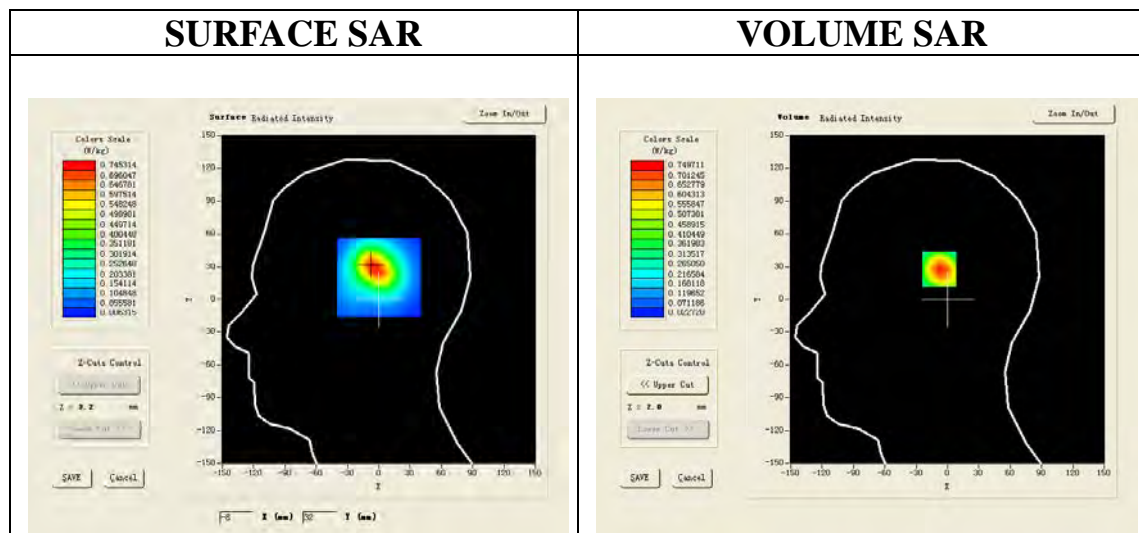 SURFACE SAR
VOLUME SAR
Surface Radiated Intensity
Zoom In/Out
Colors Scale
(W/kg)
0.745314
0.696047
0.646781
0.597514
0.548248
0.498981
0.449714
0.400448
0.351181
0.301914
0.252648
0.203381
0.154114
0.104848
0.055581
0.006315
150
120
90
60
30
0
-30
-60
-90
-120
-150
-150 -120 -90 -60 -30 0 30 60 90 120 150
Z-Cuts Control
Z = 2.2 mm
SAVE
Cancel
X (mm)
32
Y (mm)
Volume Radiated Intensity
Zoom In/Out
Colors Scale
(W/kg)
0.749711
0.701245
0.652779
0.604313
0.555847
0.507381
0.458915
0.410449
0.361983
0.313517
0.265050
0.216584
0.168118
0.119652
0.071186
0.022720
150
120
90
60
30
0
-30
-60
-90
-120
-150
-150 -120 -90 -60 -30 0 30 60 90 120 150
Z-Cuts Control
<< Upper Cut
Z = 2.0 mm
SAVE
Cancel